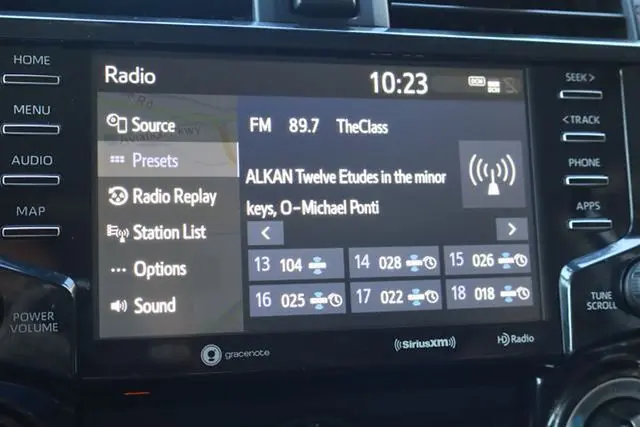 HOME
MENU
AUDIO
MAP
POWER
VOLUME
Radio
10:23
Source
Presets
Radio Replay
Station List
Options
Sound
FM 89.7 TheClass
ALKAN Twelve Etudes in the minor
keys, O-Michael Ponti
< >
13 104
14 028
15 026
16 025
17 022
18 018
gracenote
((SiriusXM))
HD Radio
SEEK >
< TRACK
PHONE
APPS
TUNE
SCROLL